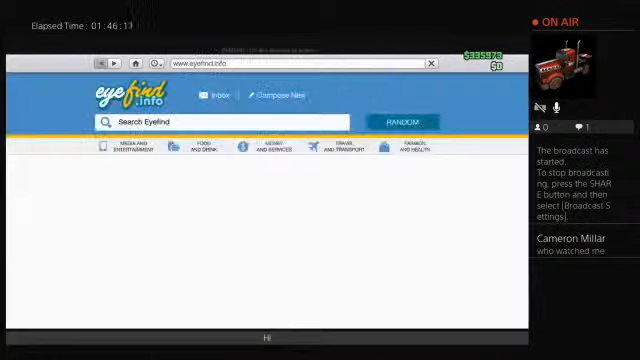 Elapsed Time : 01:46:13
ON AIR
www.eyefind.info
$335973
$0
eyefind
.info
Inbox
Compose New
Search Eyefind
RANDOM
MEDIA AND
ENTERTAINMENT
FOOD
AND DRINK
MONEY
AND SERVICES
TRAVEL
AND TRANSPORT
FASHION
AND HEALTH
0
1
The broadcast has
started.
To stop broadcasti
ng, press the SHAR
E button and then
select [Broadcast S
ettings].
Cameron Millar
who watched me
Hi